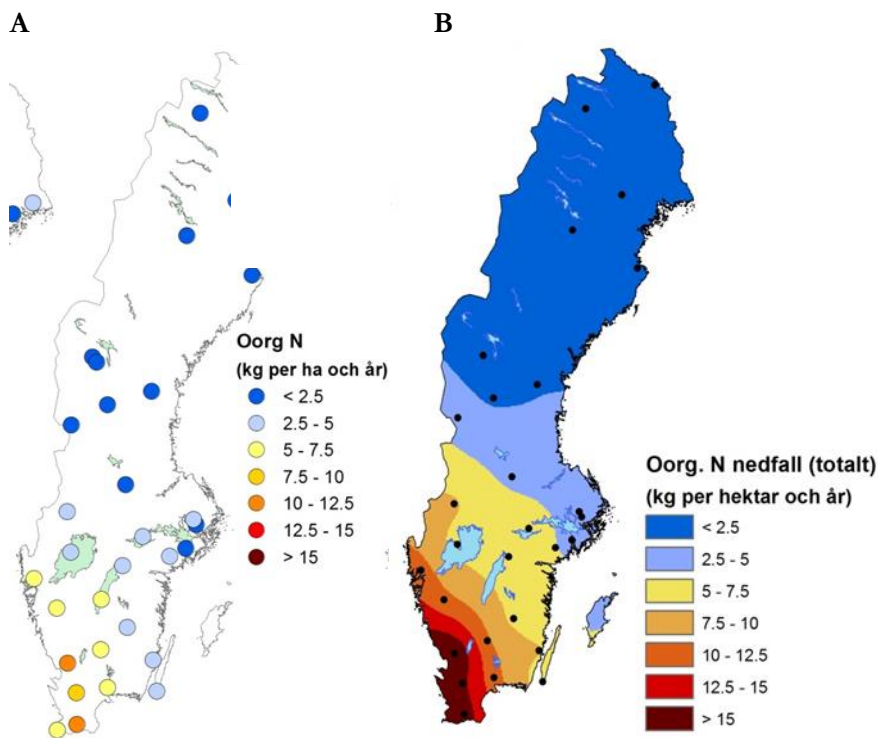 A
B
Oorg N
(kg per ha och år)
< 2.5
2.5 - 5
5 - 7.5
7.5 - 10
10 - 12.5
12.5 - 15
> 15
Oorg. N nedfall (totalt)
(kg per hektar och år)
< 2.5
2.5 - 5
5 - 7.5
7.5 - 10
10 - 12.5
12.5 - 15
> 15